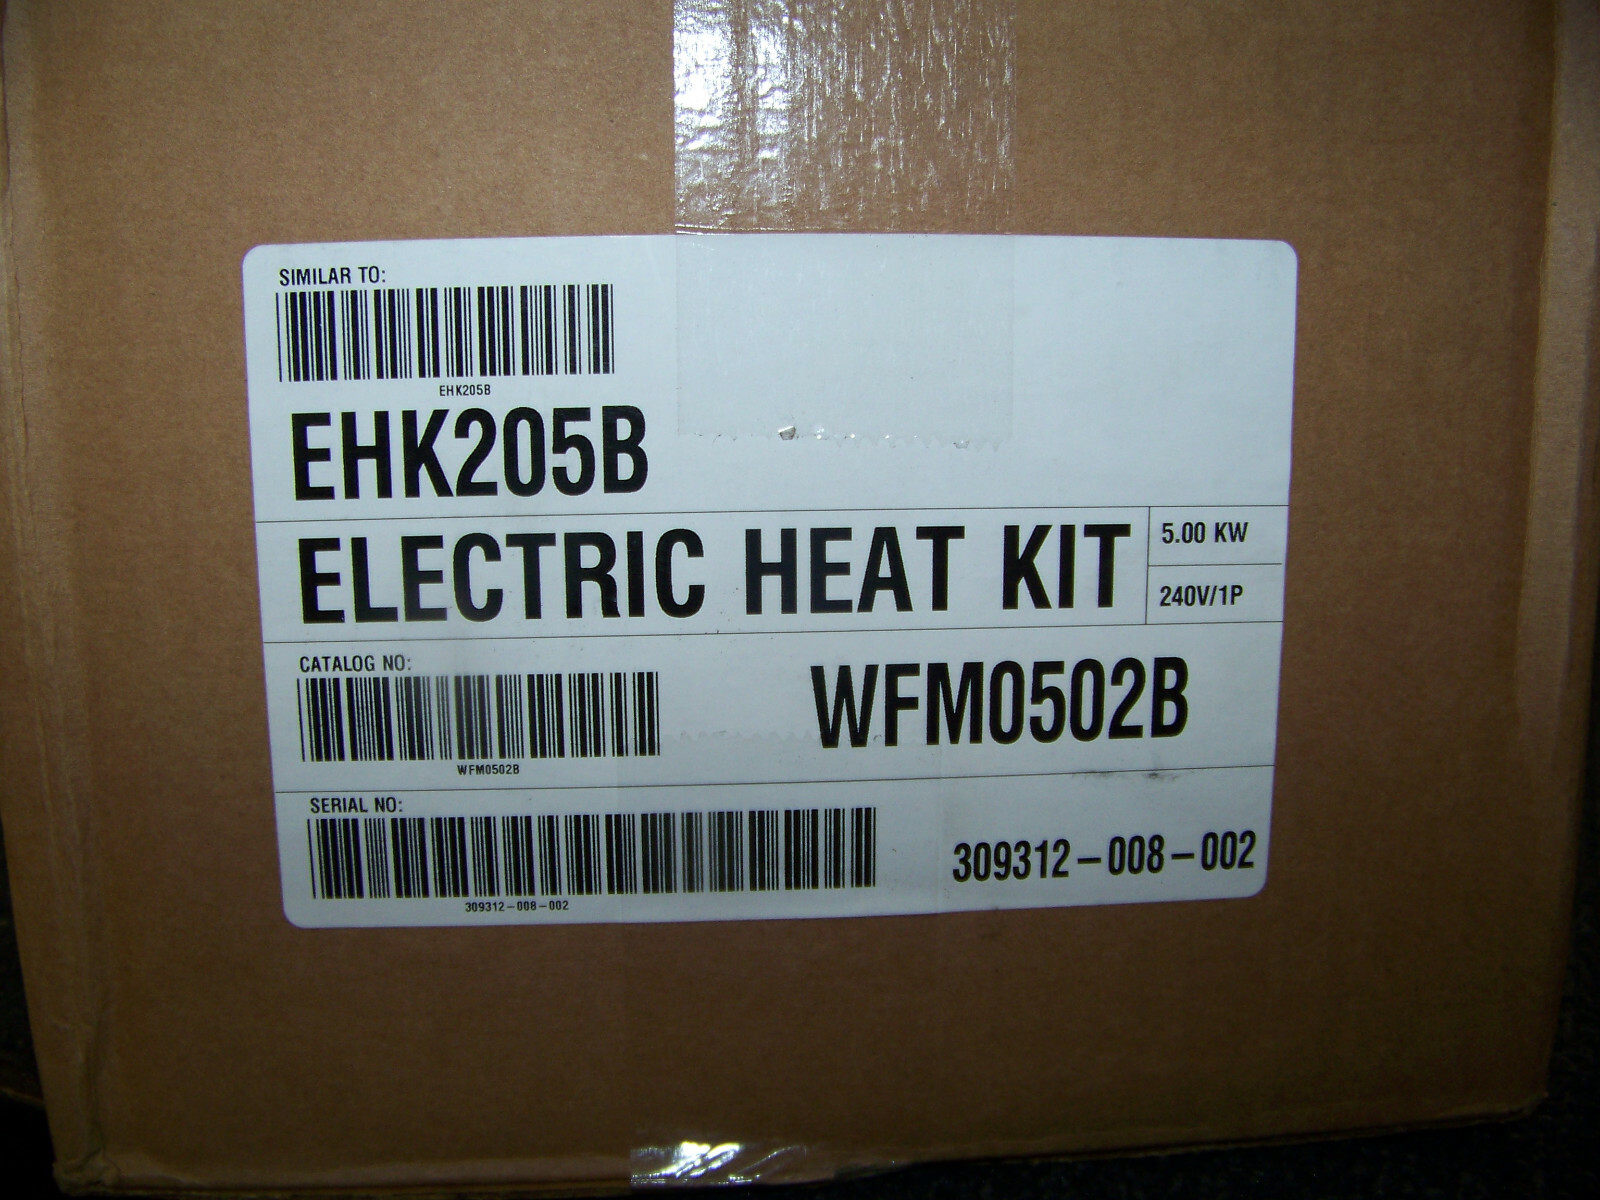 SIMILAR TO:
EHK205B
EHK205B
ELECTRIC HEAT KIT
5.00 KW
240V/1P
CATALOG NO:
WFM0502B
WFM0502B
SERIAL NO:
309312-008-002
309312-008-002